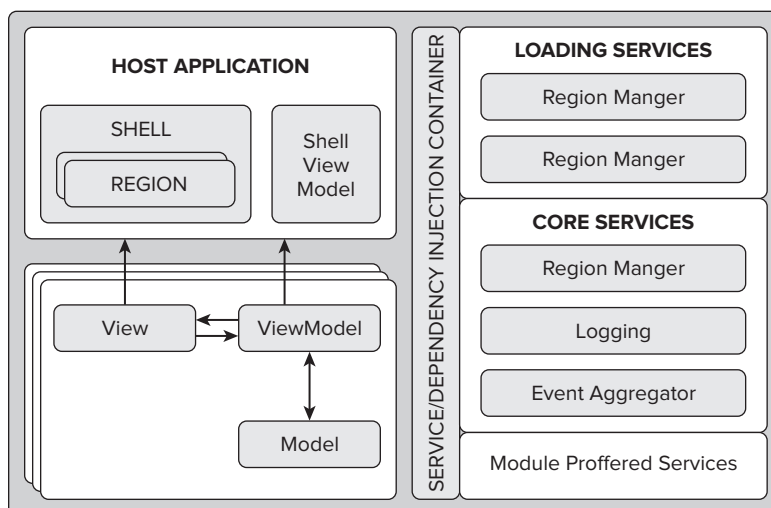 HOST APPLICATION
SHELL
REGION
Shell
View
Model
View
ViewModel
Model
SERVICE/DEPENDENCY INJECTION CONTAINER
LOADING SERVICES
Region Manger
Region Manger
CORE SERVICES
Region Manger
Logging
Event Aggregator
Module Proffered Services